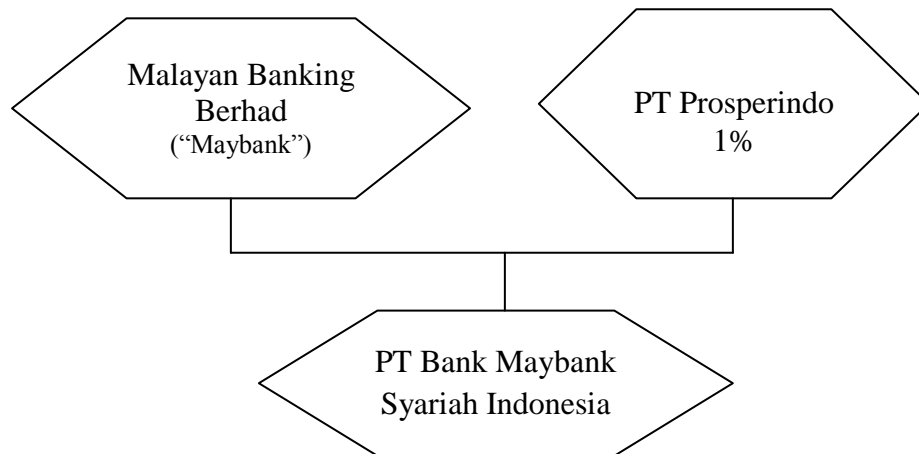 Malayan Banking
Berhad
(“Maybank”)
PT Prosperindo
1%
PT Bank Maybank
Syariah Indonesia